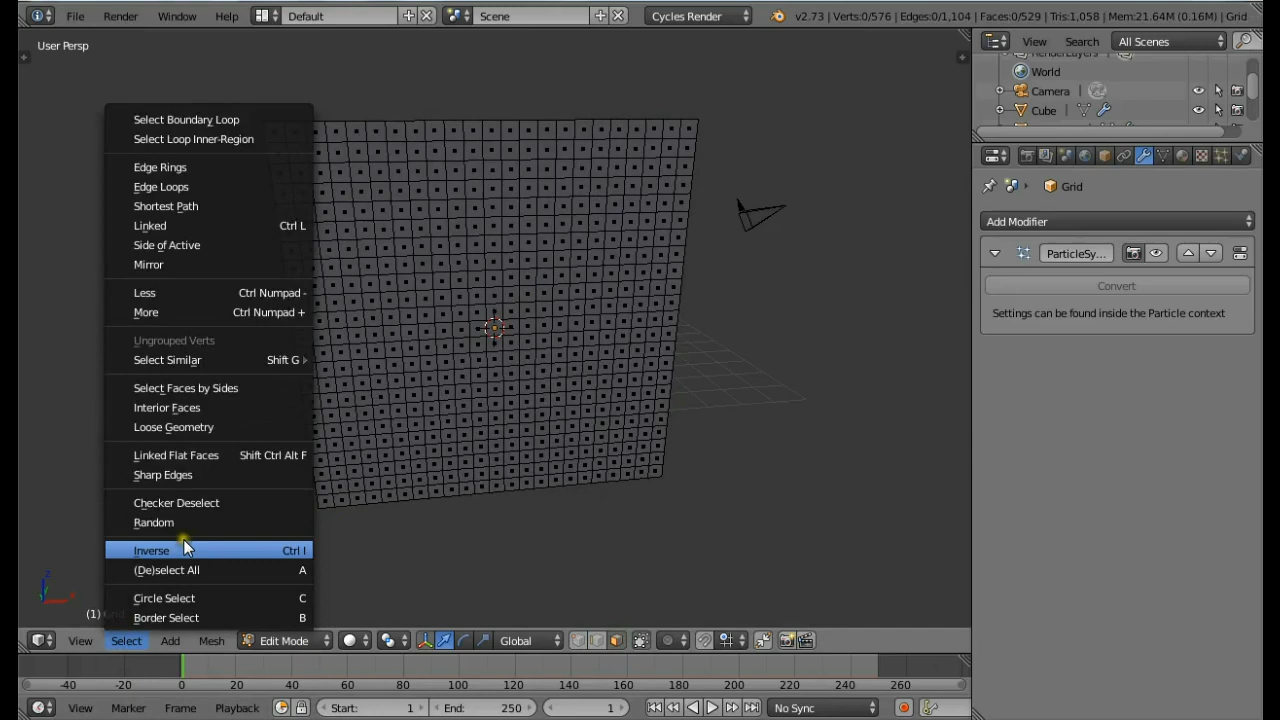 File Render Window Help Default Scene Cycles Render v2.73 | Verts:0/576 | Edges:0/1,104 | Faces:0/529 | Tris:1,058 | Mem:21.64M (0.16M) | Grid
User Persp
View Search All Scenes
World
Camera
Cube
Grid
Add Modifier
ParticleSy...
Convert
Settings can be found inside the Particle context
Select Boundary Loop
Select Loop Inner-Region
Edge Rings
Edge Loops
Shortest Path
Linked Ctrl L
Side of Active
Mirror
Less Ctrl Numpad -
More Ctrl Numpad +
Ungrouped Verts
Select Similar Shift G
Select Faces by Sides
Interior Faces
Loose Geometry
Linked Flat Faces Shift Ctrl Alt F
Sharp Edges
Checker Deselect
Random
Inverse Ctrl I
(De)select All A
Circle Select C
Border Select B
(1)
View Select Add Mesh Edit Mode Global
-40 -20 0 20 40 60 80 100 120 140 160 180 200 220 240 260
View Marker Frame Playback Start: 1 End: 250 1 No Sync